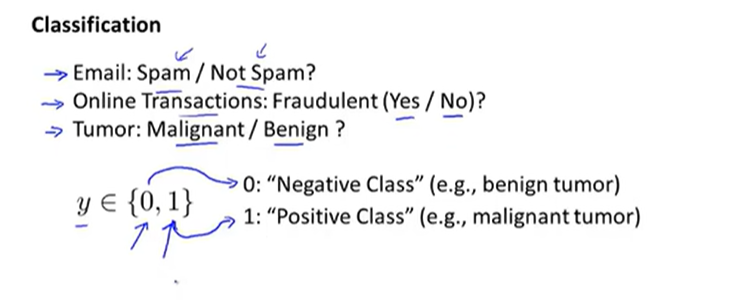 Classification
Email: Spam / Not Spam?
Online Transactions: Fraudulent (Yes / No)?
Tumor: Malignant / Benign ?
y ∈ {0, 1}
0: “Negative Class” (e.g., benign tumor)
1: “Positive Class” (e.g., malignant tumor)